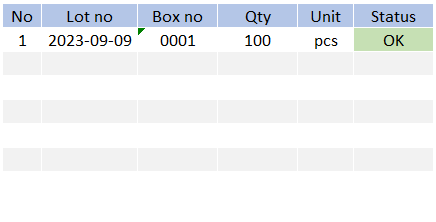 No Lot no Box no Qty Unit Status
1 2023-09-09 0001 100 pcs OK